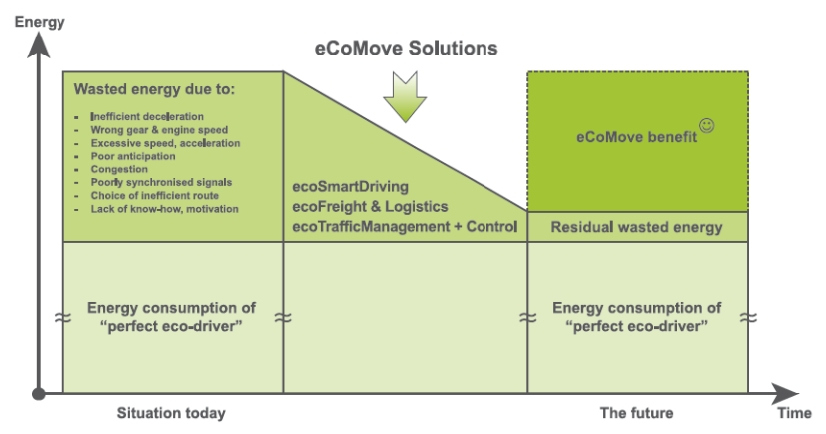 Energy
eCoMove Solutions
Wasted energy due to:
- Inefficient deceleration
- Wrong gear & engine speed
- Excessive speed, acceleration
- Poor anticipation
- Congestion
- Poorly synchronised signals
- Choice of inefficient route
- Lack of know-how, motivation
ecoSmartDriving
ecoFreight & Logistics
ecoTrafficManagement + Control
eCoMove benefit
Residual wasted energy
Energy consumption of
“perfect eco-driver”
Energy consumption of
“perfect eco-driver”
Situation today
The future
Time